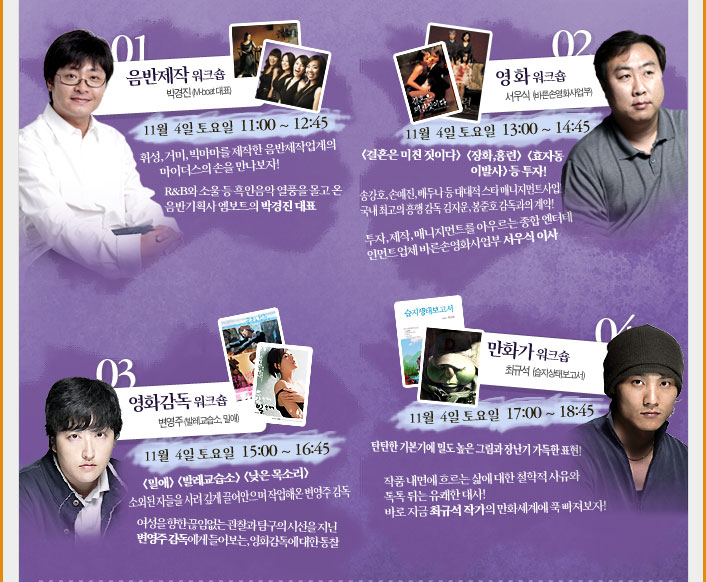 01
음반제작 워크숍
박경진 (M-boat 대표)
11월 4일 토요일 11:00 ~ 12:45
휘성, 거미, 빅마마를 제작한 음반제작업계의
마이더스의 손을 만나보자!
R&B와 소울 등 흑인음악 열풍을 몰고 온
음반기획사 엠보트의 박경진 대표
02
영화 워크숍
서우식 (바른손영화사업부)
11월 4일 토요일 13:00 ~ 14:45
《결혼은 미친 짓이다》 《장화,홍련》 《효자동
이발사》 등 투자!
송강호, 손예진, 배두나 등 대대적 스타 매니지먼트사업!
국내 최고의 흥행 감독 김지운, 봉준호 감독과의 계약!
투자, 제작, 매니지먼트를 아우르는 종합 엔터테
인먼트업체 바른손영화사업부 서우식 이사
03
영화감독 워크숍
변영주 (발레교습소, 밀애)
11월 4일 토요일 15:00 ~ 16:45
《밀애》 《발레교습소》 《낮은 목소리》
소외된 자들을 사려 깊게 끌어안으며 작업해온 변영주 감독
여성을 향한 끊임없는 관찰과 탐구의 시선을 지닌
변영주 감독에게 들어보는, 영화감독에 대한 통찰
습지생태보고서
04
만화가 워크숍
최규석 (습지상태보고서)
11월 4일 토요일 17:00 ~ 18:45
탄탄한 기본기에 밀도 높은 그림과 장난기 가득한 표현!
작품 내면에 흐르는 삶에 대한 철학적 사유와
톡톡 튀는 유쾌한 대사!
바로 지금 최규석 작가의 만화세계에 푹 빠져보자!